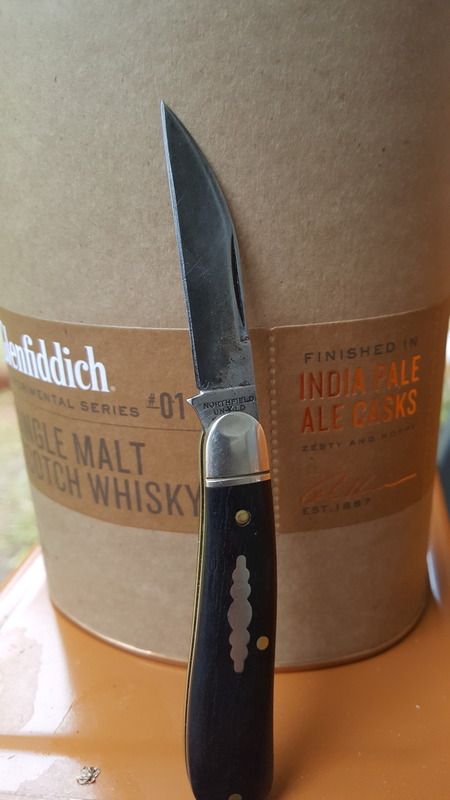 enfiddich®
RIMENTAL SERIES #01
NGLE MALT
OTCH WHISKY
FINISHED IN
INDIA PALE
ALE CASKS
ZESTY AND HOPPY
EST. 1887
NORTHFIELD
UN-X-LD